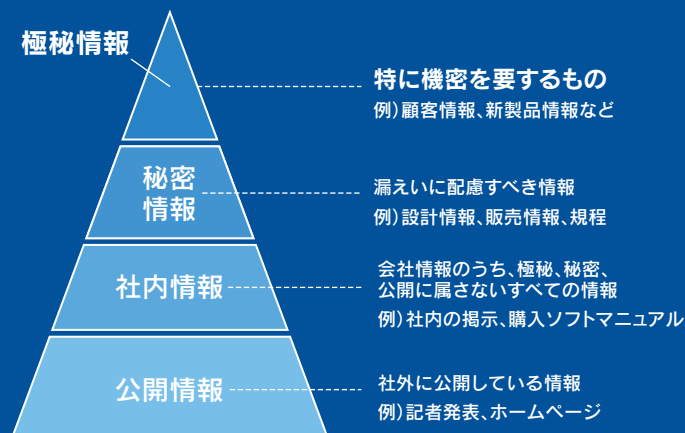 極秘情報
特に機密を要するもの
例)顧客情報、新製品情報など
秘密
情報
漏えいに配慮すべき情報
例)設計情報、販売情報、規程
社内情報
会社情報のうち、極秘、秘密、
公開に属さないすべての情報
例)社内の掲示、購入ソフトマニュアル
公開情報
社外に公開している情報
例)記者発表、ホームページ